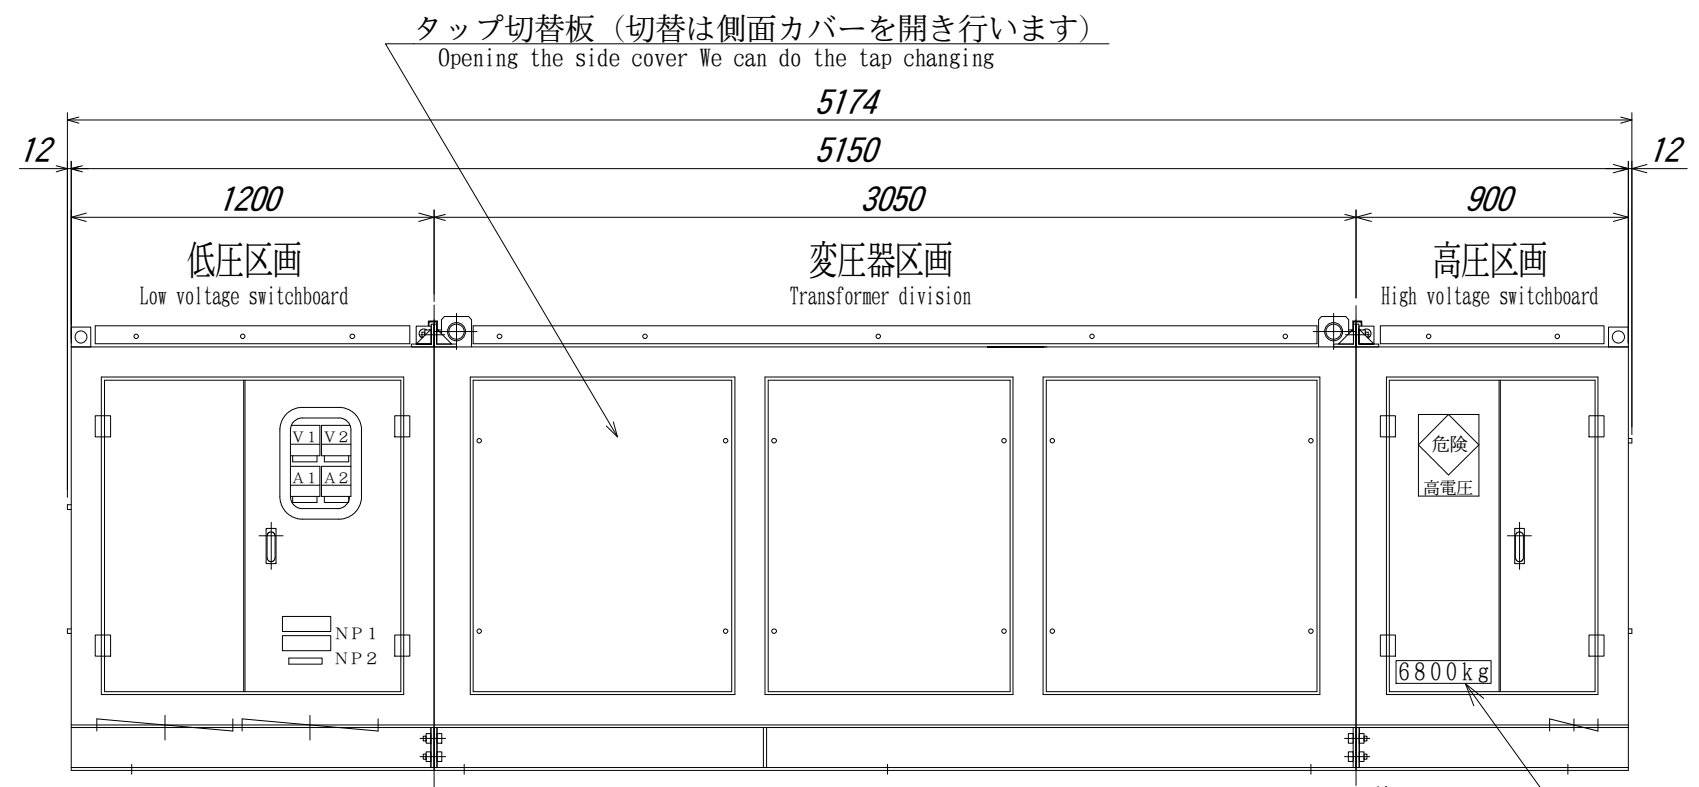 タップ切替板（切替は側面カバーを開き行います）
Opening the side cover We can do the tap changing
5174
12
5150
12
1200
3050
900
低圧区画
変圧器区画
高圧区画
Low voltage switchboard
Transformer division
High voltage switchboard
V1 V2
A1 A2
危険
高電圧
NP1
NP2
6800kg